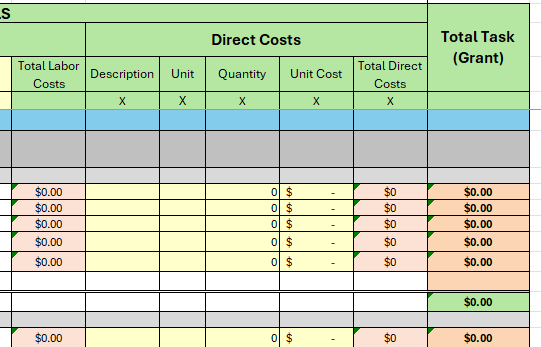 S
Direct Costs
Total Task
(Grant)
Total Labor
Costs
Description
Unit
Quantity
Unit Cost
Total Direct
Costs
X X X X X
$0.00 0 $ - $0 $0.00
$0.00 0 $ - $0 $0.00
$0.00 0 $ - $0 $0.00
$0.00 0 $ - $0 $0.00
$0.00 0 $ - $0 $0.00
$0.00
$0.00 0 $ - $0 $0.00